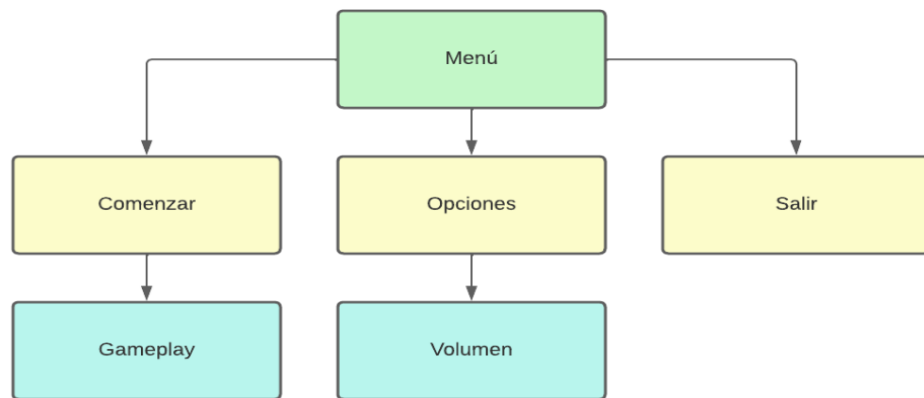 Menú
Comenzar
Opciones
Salir
Gameplay
Volumen